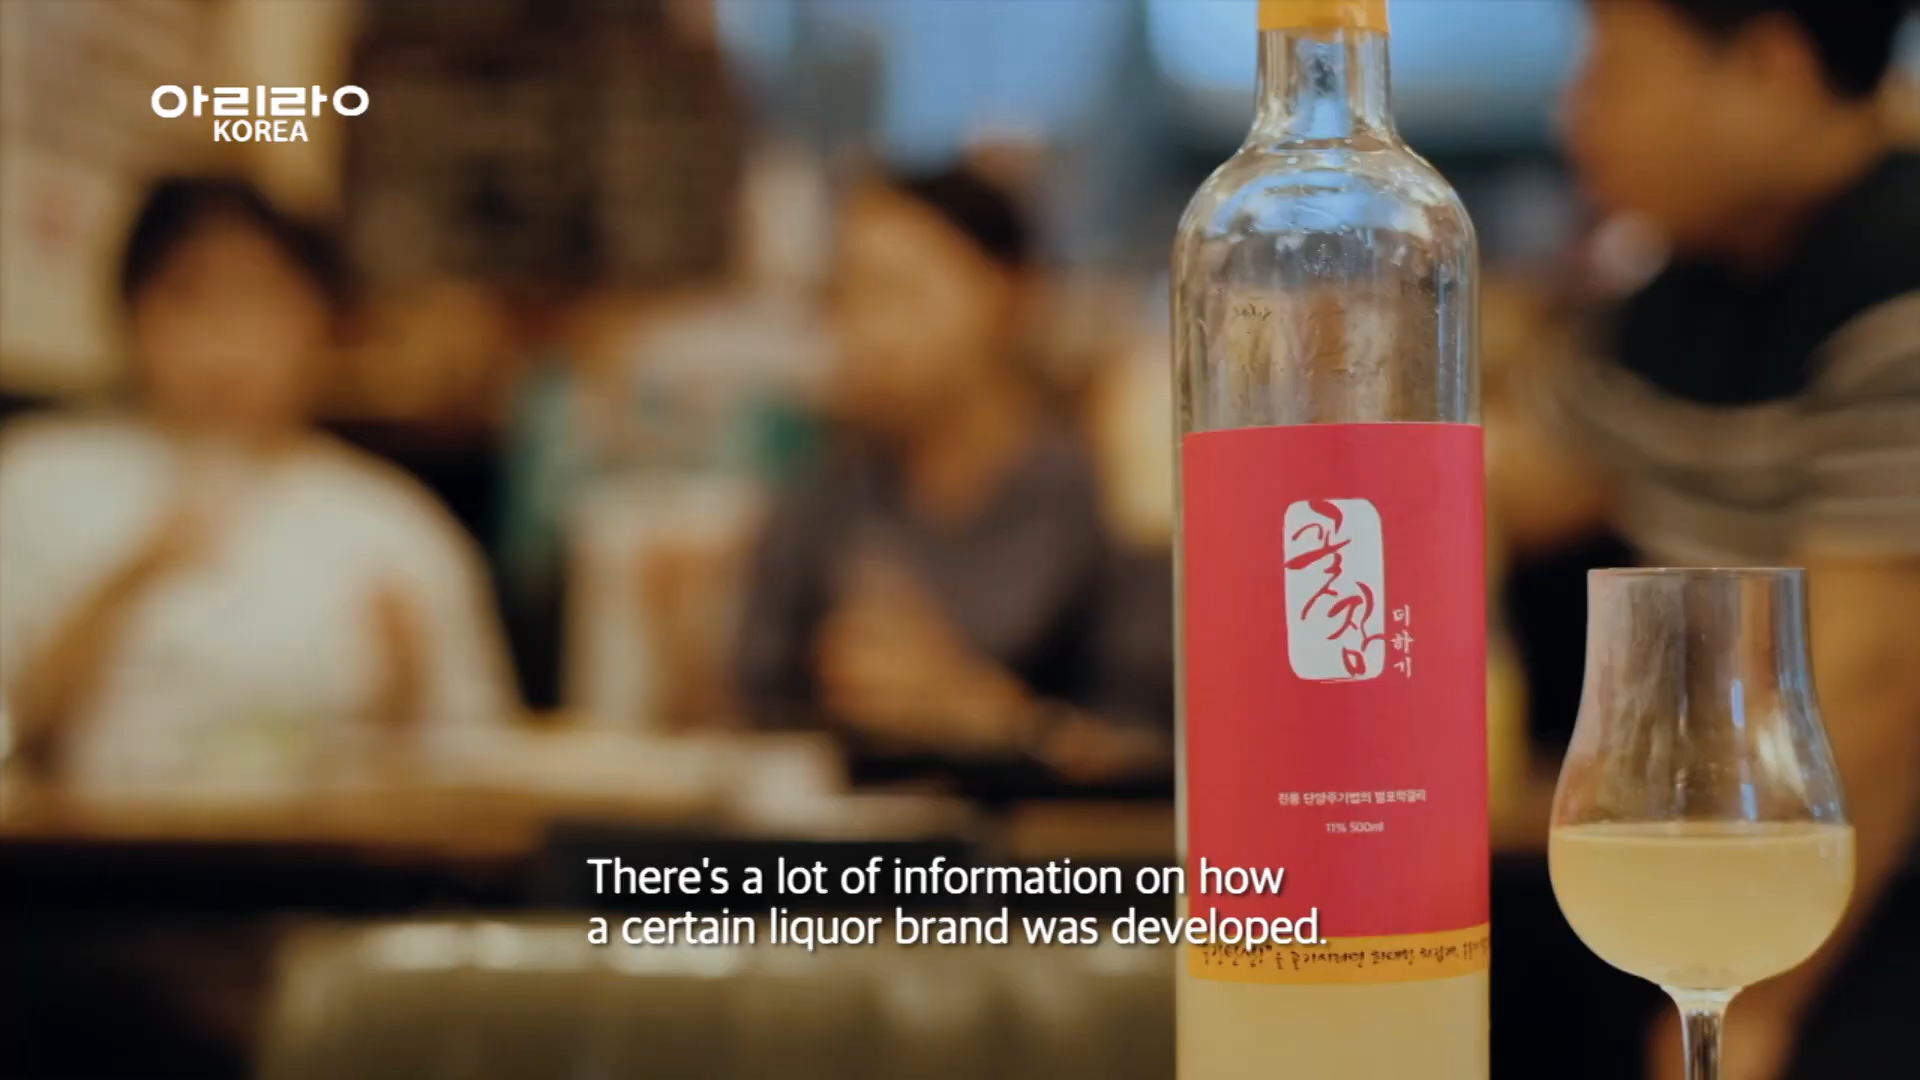 아리랑
KOREA
꽃잠
더하기
전통 단양주기법의 발포막걸리
11% 500ml
There's a lot of information on how
a certain liquor brand was developed.